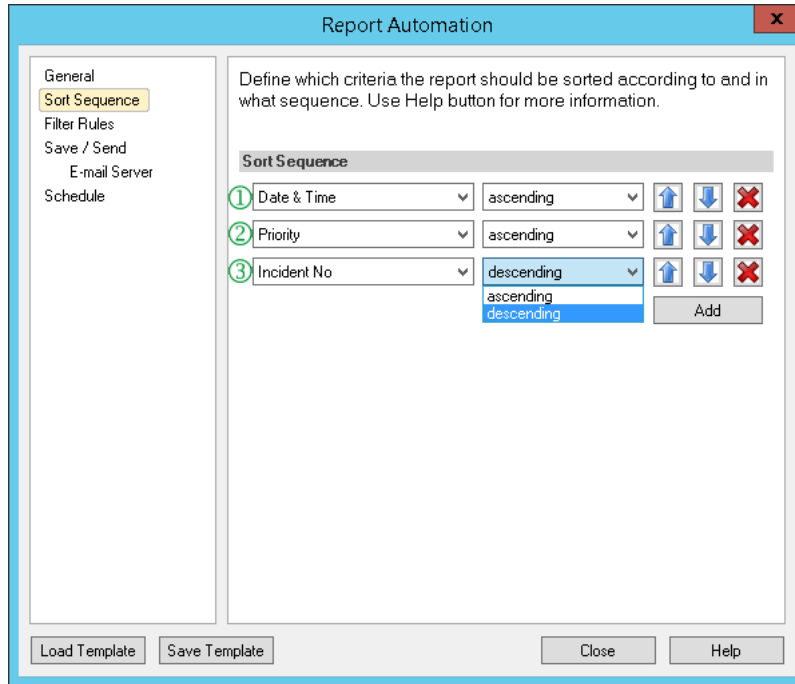 Report Automation
x
General
Sort Sequence
Filter Rules
Save / Send
E-mail Server
Schedule
Define which criteria the report should be sorted according to and in
what sequence. Use Help button for more information.
Sort Sequence
① Date & Time ascending
② Priority ascending
③ Incident No descending
ascending
descending
Add
Load Template Save Template Close Help